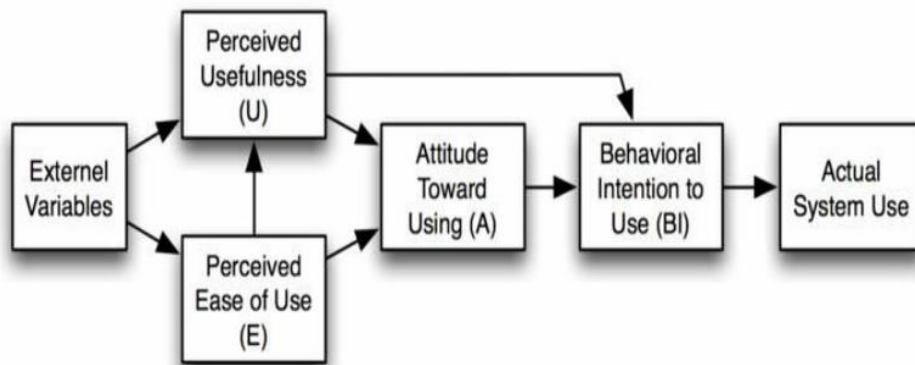 Perceived
Usefulness
(U)
Externel
Variables
Perceived
Ease of Use
(E)
Attitude
Toward
Using (A)
Behavioral
Intention to
Use (BI)
Actual
System Use